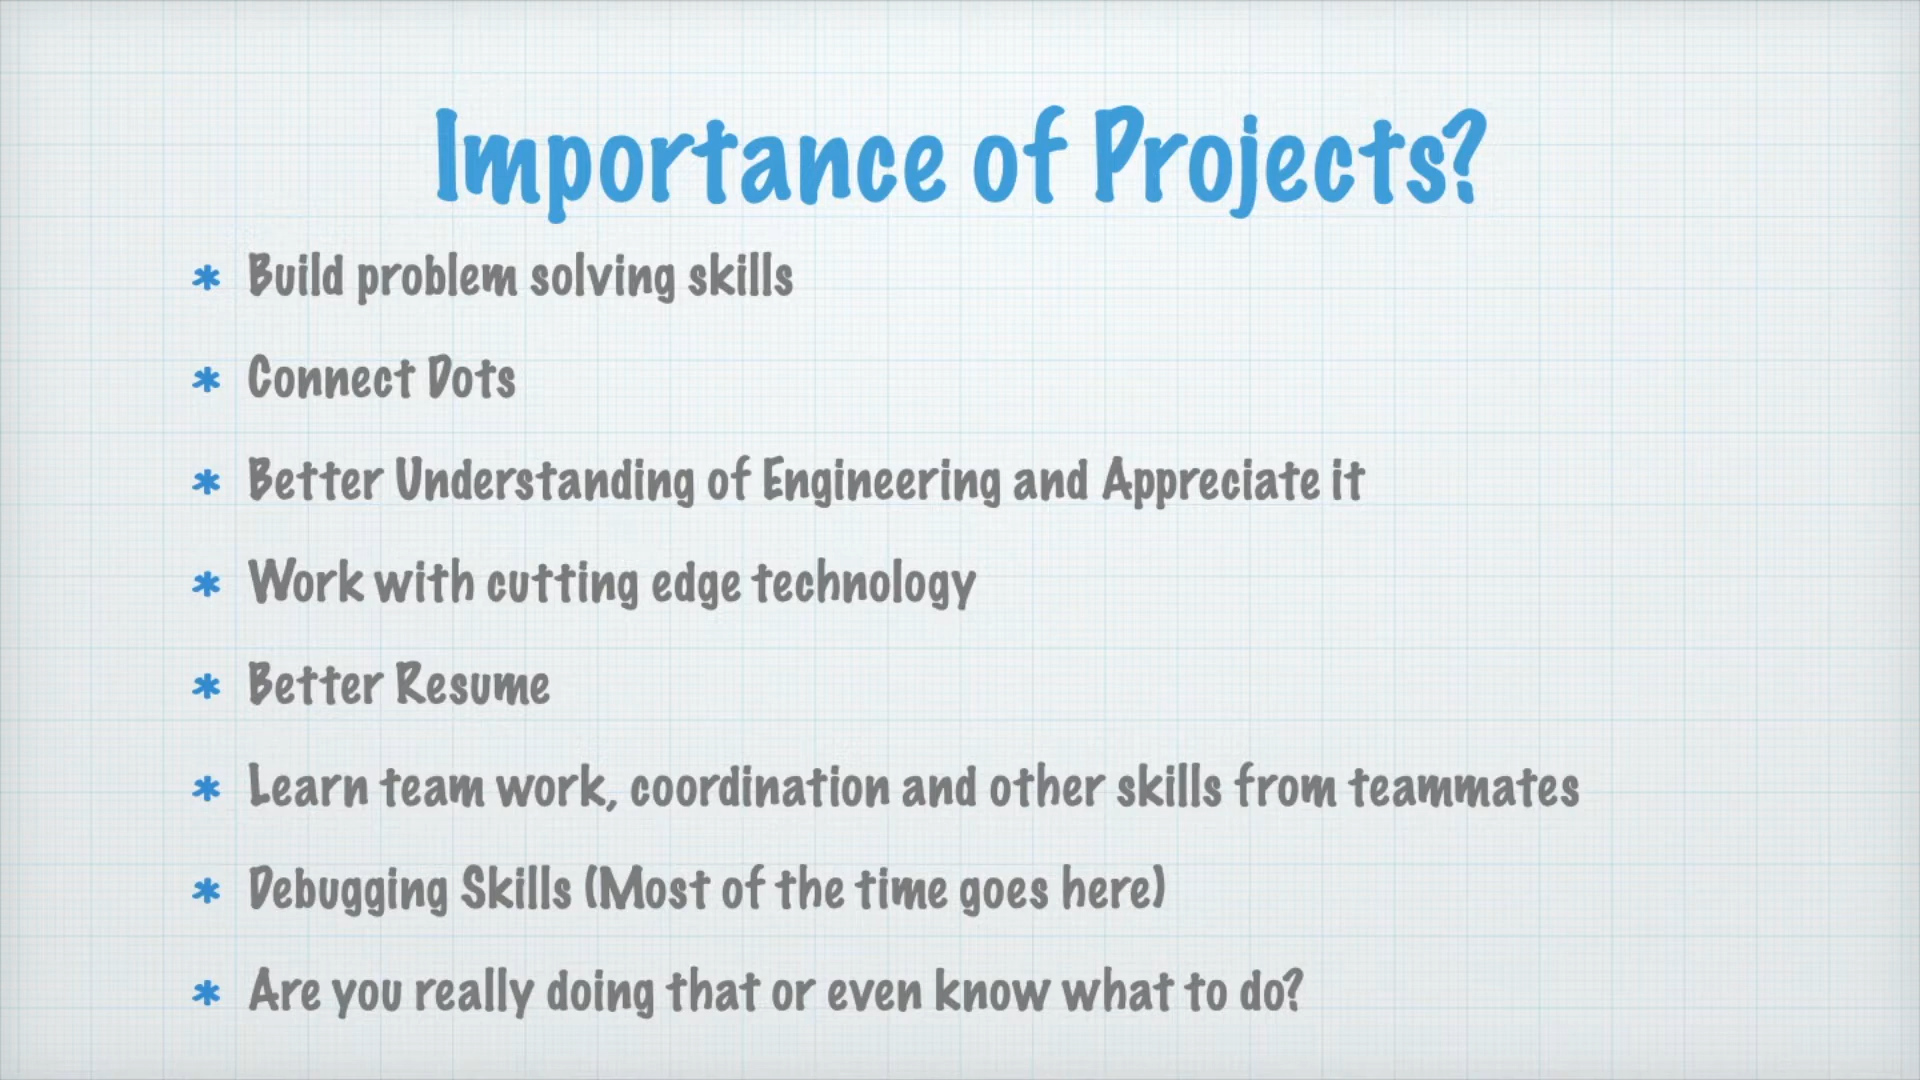 Importance of Projects?
* Build problem solving skills
* Connect Dots
* Better Understanding of Engineering and Appreciate it
* Work with cutting edge technology
* Better Resume
* Learn team work, coordination and other skills from teammates
* Debugging Skills (Most of the time goes here)
* Are you really doing that or even know what to do?